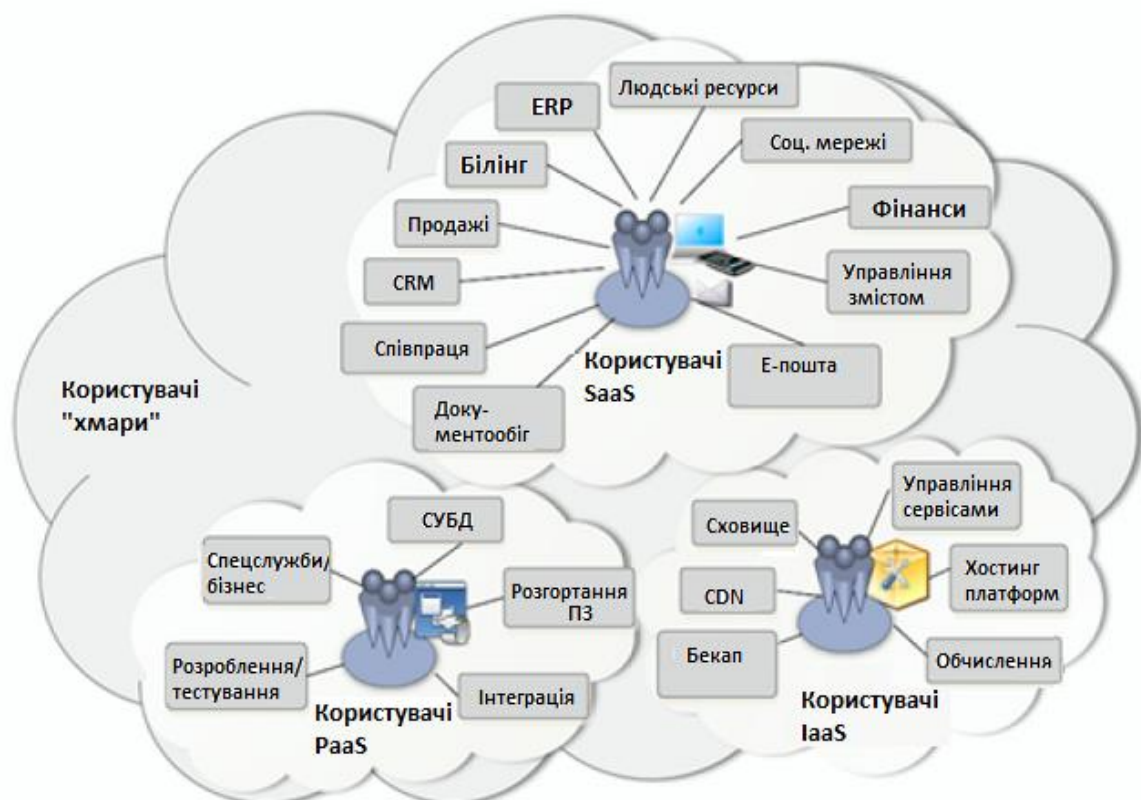 Людські ресурси
ERP
Соц. мережі
Білінг
Фінанси
Продажі
Управління
змістом
CRM
Співпраця
Користувачі
SaaS
Е-пошта
Доку-
ментообіг
Користувачі
"хмари"
СУБД
Спецслужби/
бізнес
Розгортання
ПЗ
Розроблення/
тестування
Інтеграція
Користувачі
PaaS
Управління
сервісами
Сховище
Хостинг
платформ
CDN
Бекап
Обчислення
Користувачі
IaaS